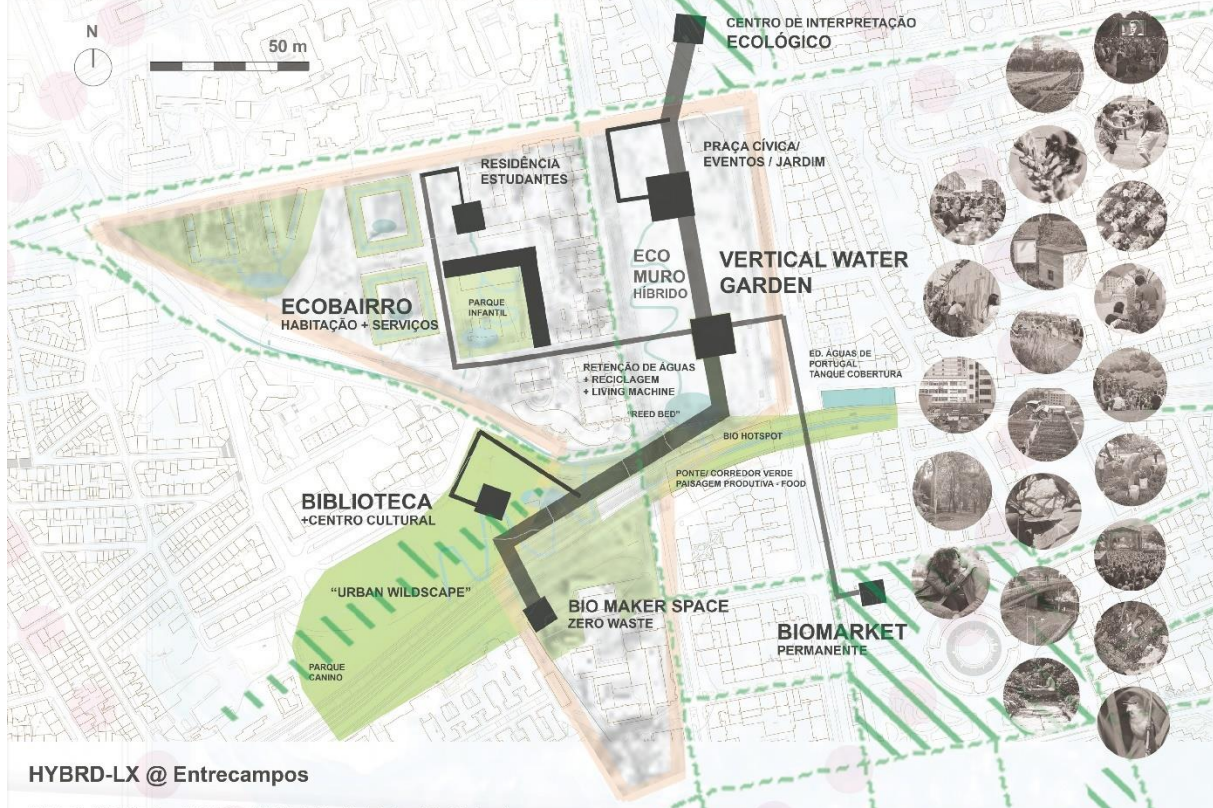 N
50 m
CENTRO DE INTERPRETAÇÃO
ECOLÓGICO
RESIDÊNCIA
ESTUDANTES
PRAÇA CÍVICA/
EVENTOS / JARDIM
ECO
MURO
HÍBRIDO
VERTICAL WATER
GARDEN
ECOBAIRRO
HABITAÇÃO + SERVIÇOS
PARQUE
INFANTIL
RETENÇÃO DE ÁGUAS
+ RECICLAGEM
+ LIVING MACHINE
"REED BED"
ED. ÁGUAS DE
PORTUGAL
TANQUE COBERTURA
BIO HOTSPOT
PONTE/ CORREDOR VERDE
PAISAGEM PRODUTIVA - FOOD
BIBLIOTECA
+CENTRO CULTURAL
"URBAN WILDSCAPE"
BIO MAKER SPACE
ZERO WASTE
BIOMARKET
PERMANENTE
PARQUE
CANINO
HYBRD-LX @ Entrecampos